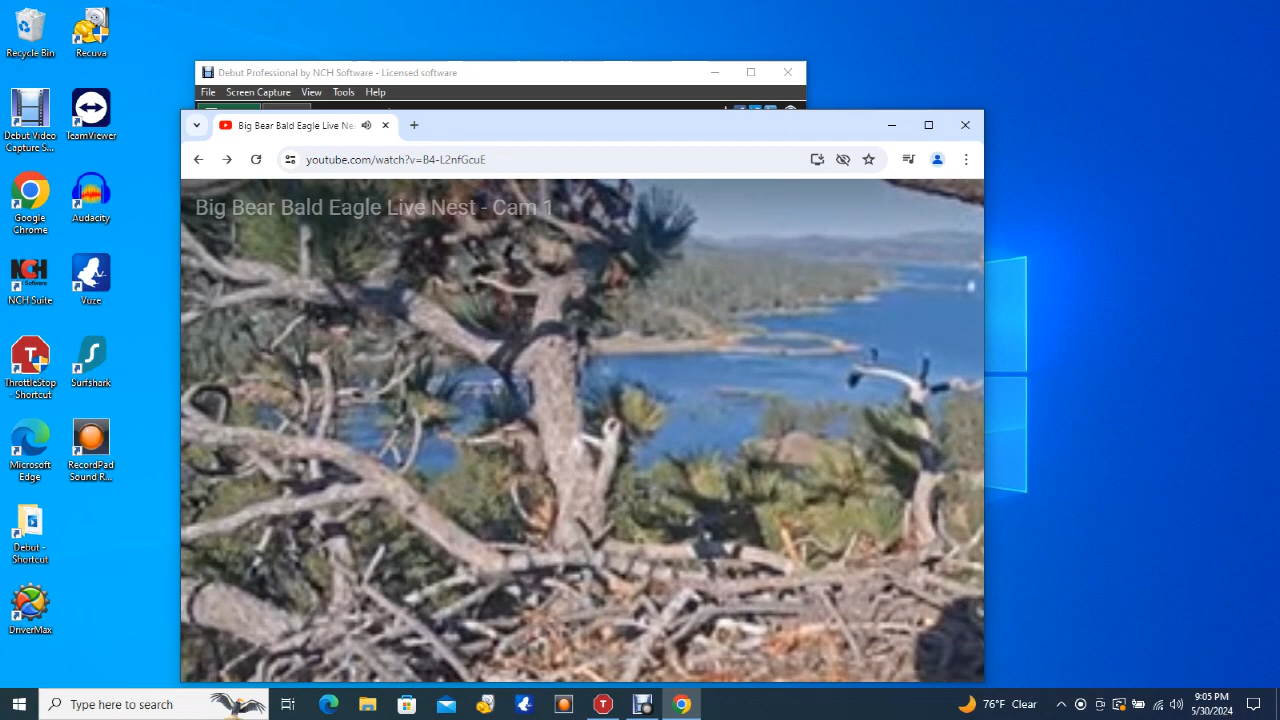 Recycle Bin
Recuva
Debut Video
Capture S...
TeamViewer
Google
Chrome
Audacity
NCH
Software
NCH Suite
Vuze
ThrottleStop
- Shortcut
Surfshark
Microsoft
Edge
RecordPad
Sound R...
Debut -
Shortcut
DriverMax
Debut Professional by NCH Software - Licensed software
File Screen Capture View Tools Help
Big Bear Bald Eagle Live Ne
youtube.com/watch?v=B4-L2nfGcuE
Big Bear Bald Eagle Live Nest - Cam 1
Type here to search
76°F Clear
9:05 PM
5/30/2024